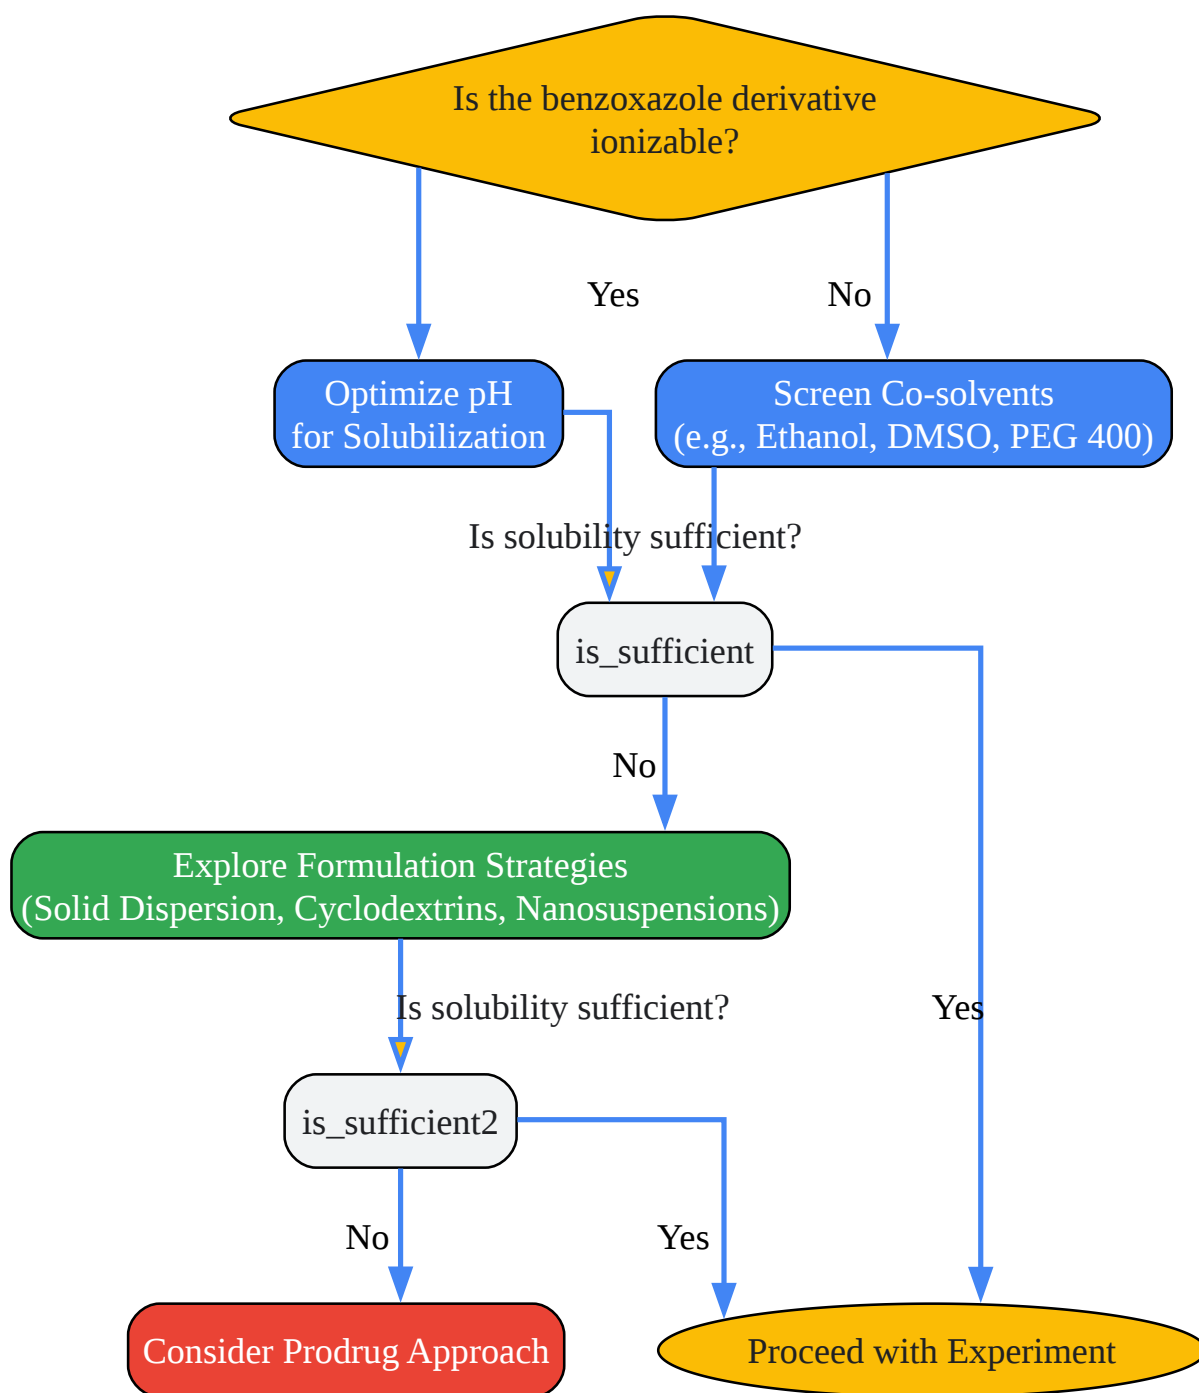 Is the benzoxazole derivative
ionizable?
Yes
No
Optimize pH
for Solubilization
Screen Co-solvents
(e.g., Ethanol, DMSO, PEG 400)
Is solubility sufficient?
is_sufficient
No
Explore Formulation Strategies
(Solid Dispersion, Cyclodextrins, Nanosuspensions)
Is solubility sufficient?
Yes
is_sufficient2
No
Yes
Consider Prodrug Approach
Proceed with Experiment